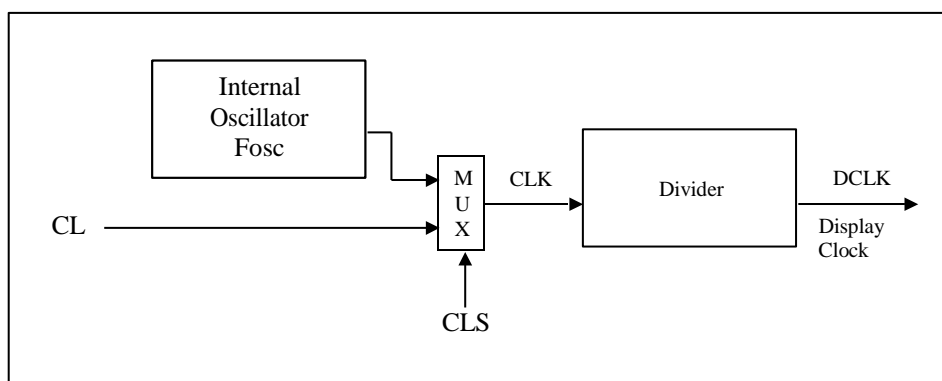 Internal
Oscillator
Fosc
M
U
X
CLK
Divider
DCLK
CL
Display
Clock
CLS